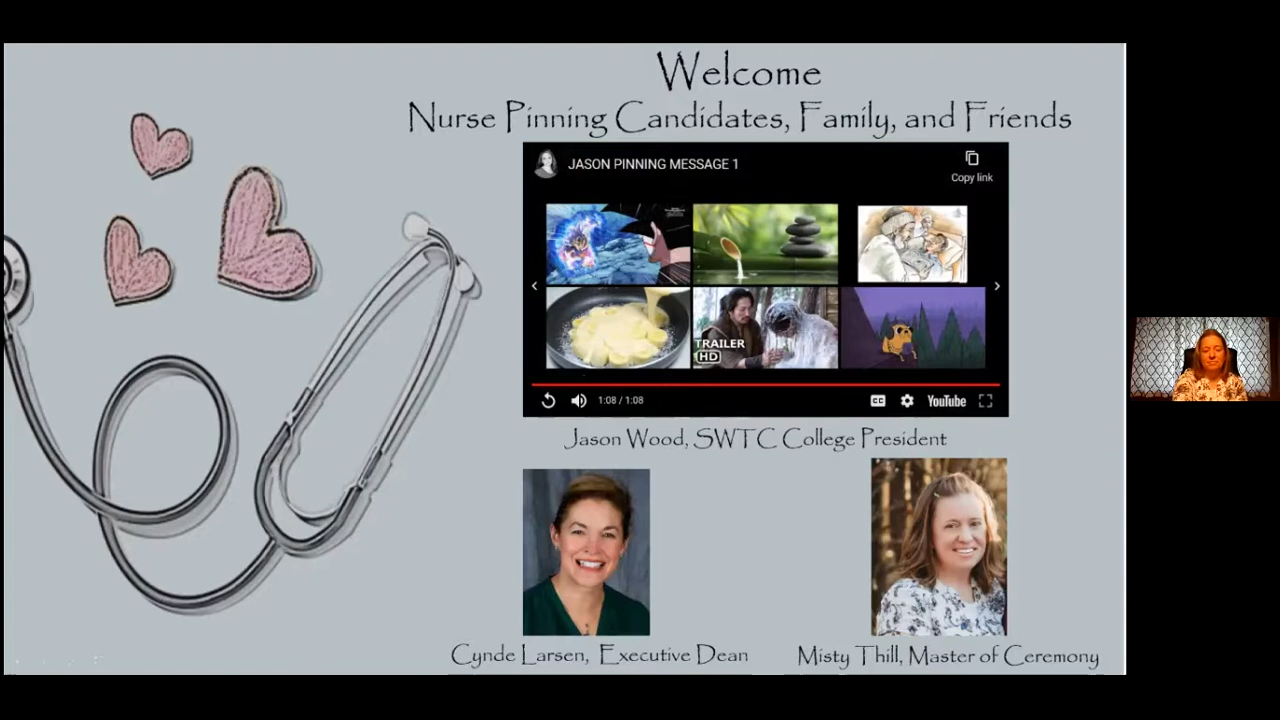 Welcome
Nurse Pinning Candidates, Family, and Friends
JASON PINNING MESSAGE 1
Copy link
TRAILER
HD
1:08 / 1:08
CC
YouTube
Jason Wood, SWTC College President
Cynde Larsen, Executive Dean
Misty Thill, Master of Ceremony